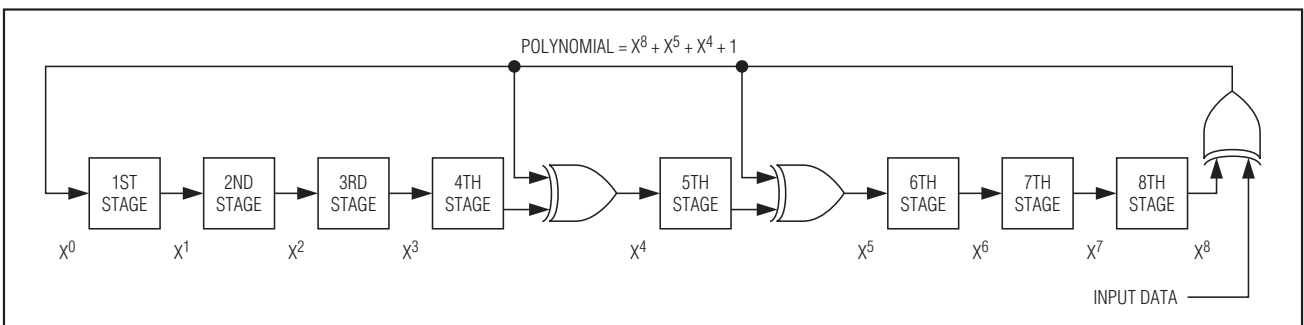 POLYNOMIAL = X⁸ + X⁵ + X⁴ + 1
1ST
STAGE
2ND
STAGE
3RD
STAGE
4TH
STAGE
5TH
STAGE
6TH
STAGE
7TH
STAGE
8TH
STAGE
X⁰
X¹
X²
X³
X⁴
X⁵
X⁶
X⁷
X⁸
INPUT DATA